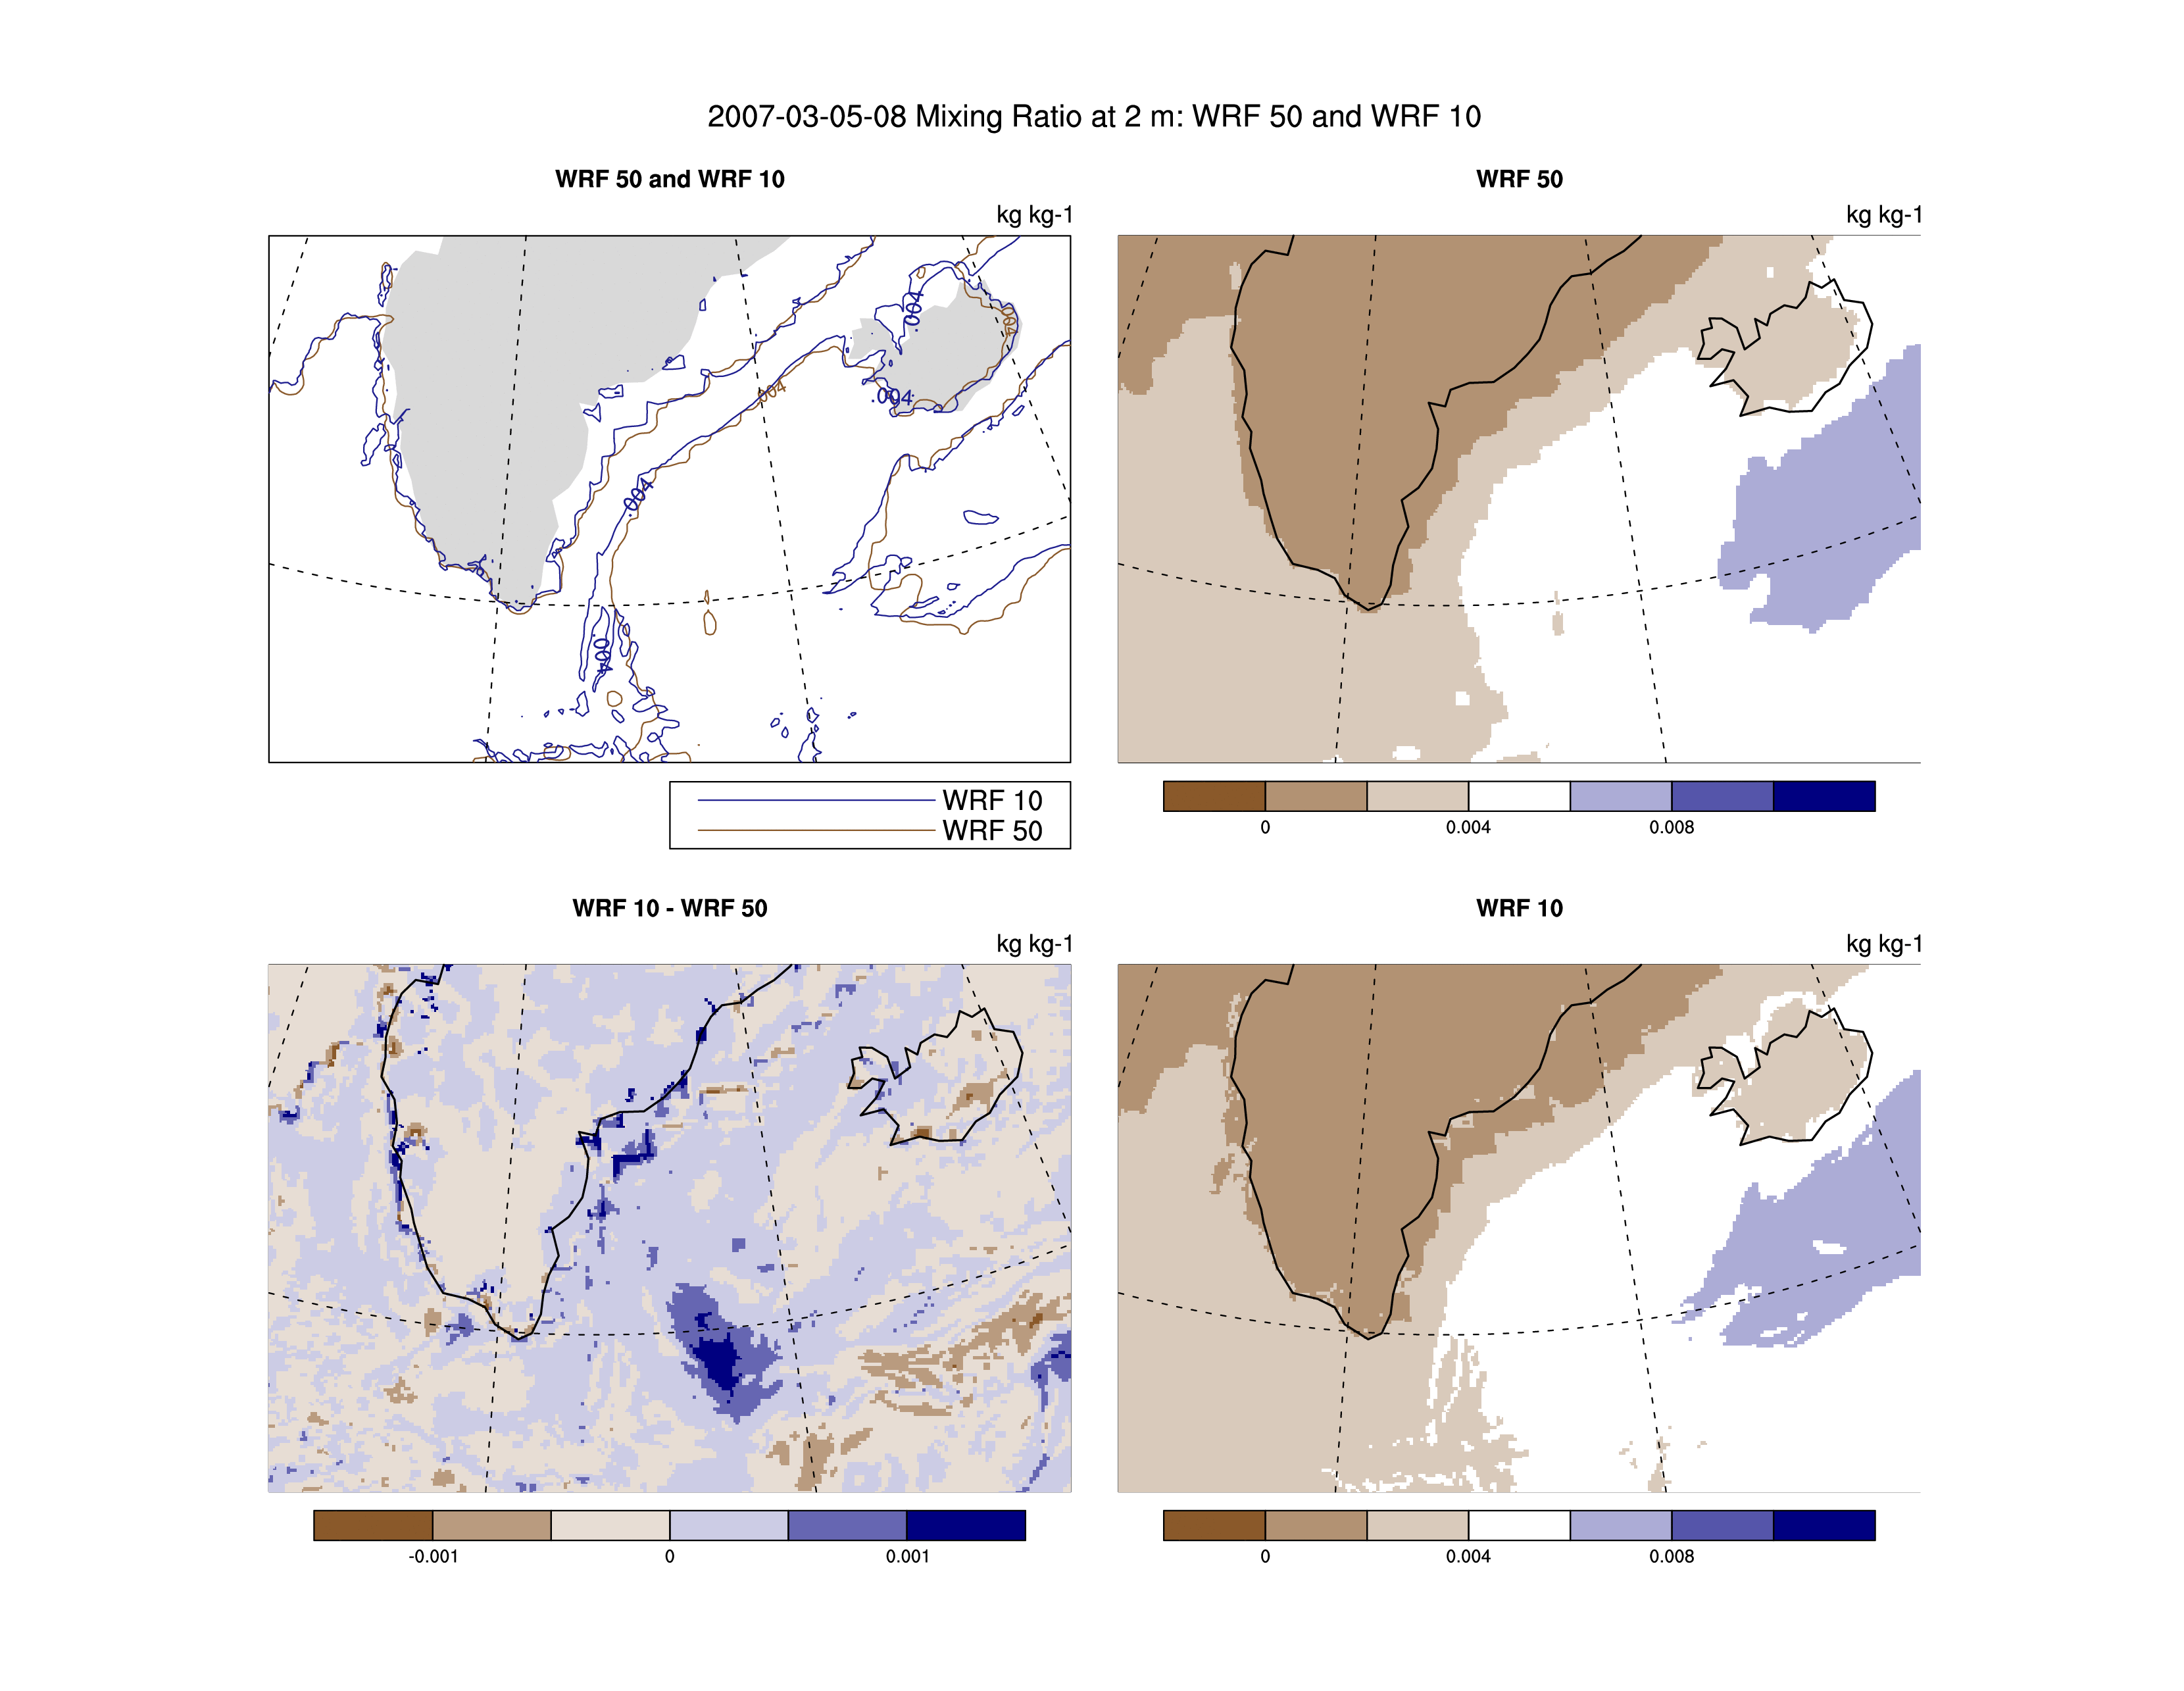 2007-03-05-08 Mixing Ratio at 2 m: WRF 50 and WRF 10
WRF 50 and WRF 10
kg kg-1
.004
.004
.004
.004
.004
.004
WRF 10
WRF 50
WRF 50
kg kg-1
0 0.004 0.008
WRF 10 - WRF 50
kg kg-1
-0.001 0 0.001
WRF 10
kg kg-1
0 0.004 0.008